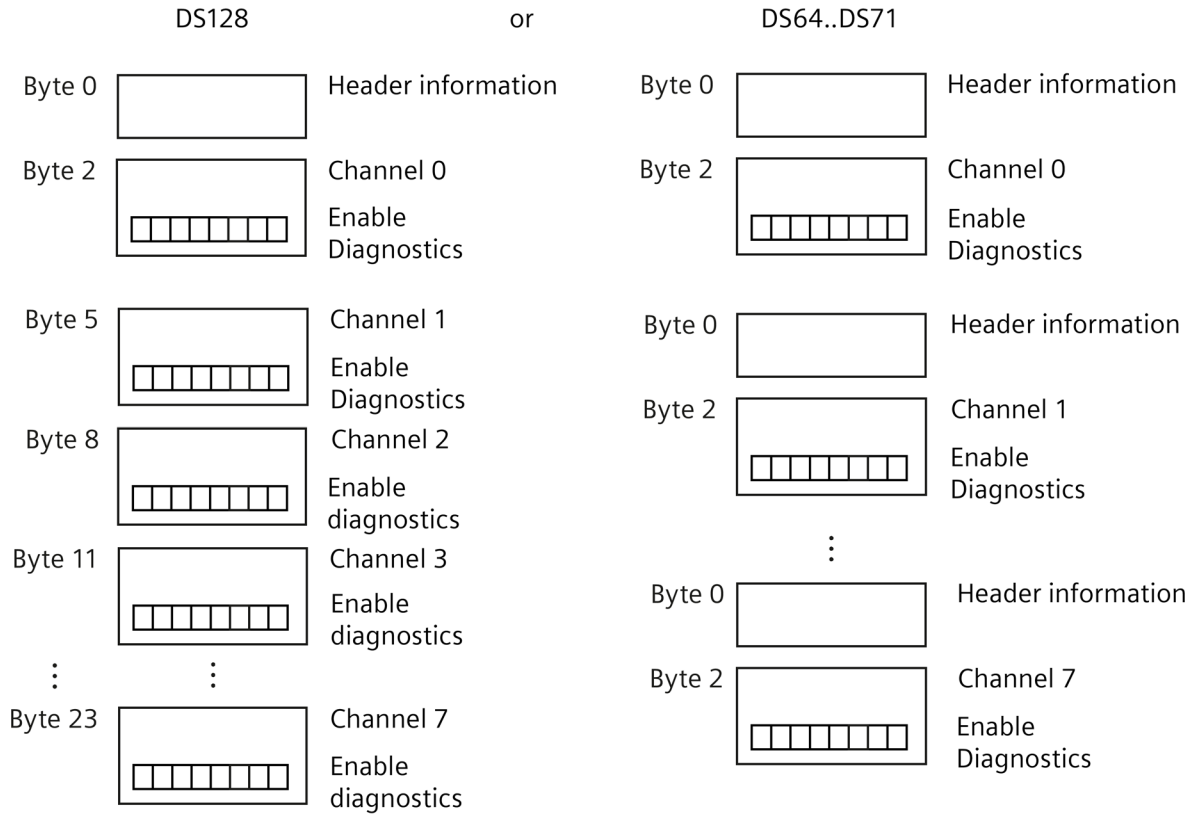 DS128
or
DS64..DS71
Byte 0
Header information
Byte 2
Channel 0
Enable
Diagnostics
Byte 5
Channel 1
Enable
Diagnostics
Byte 8
Channel 2
Enable
diagnostics
Byte 11
Channel 3
Enable
diagnostics
⋮
⋮
Byte 23
Channel 7
Enable
diagnostics
Byte 0
Header information
Byte 2
Channel 0
Enable
Diagnostics
Byte 0
Header information
Byte 2
Channel 1
Enable
Diagnostics
⋮
Byte 0
Header information
Byte 2
Channel 7
Enable
Diagnostics